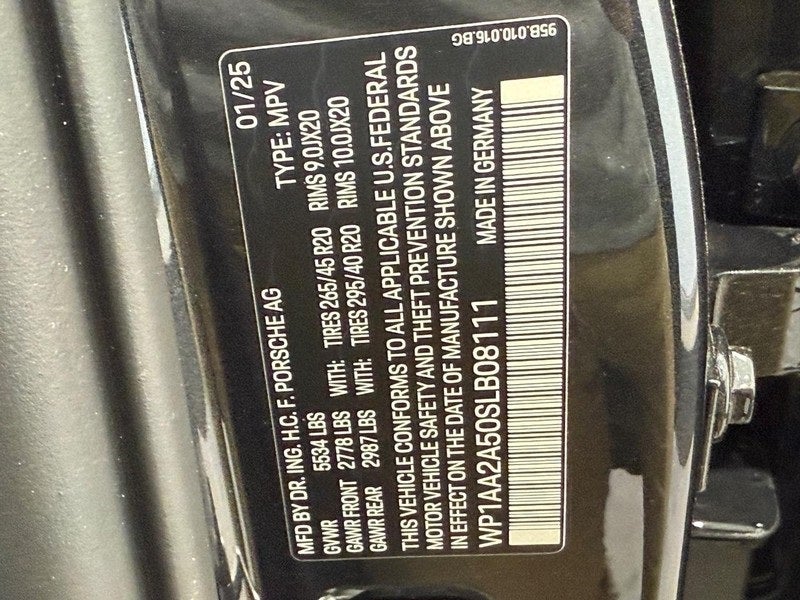 MFD BY DR. ING. H.C. F. PORSCHE AG 01/25
GVWR 5534 LBS TYPE: MPV
GAWR FRONT 2778 LBS WITH: TIRES 265/45 R20 RIMS 9.0JX20
GAWR REAR 2987 LBS WITH: TIRES 295/40 R20 RIMS 10.0JX20
THIS VEHICLE CONFORMS TO ALL APPLICABLE U.S.FEDERAL
MOTOR VEHICLE SAFETY AND THEFT PREVENTION STANDARDS
IN EFFECT ON THE DATE OF MANUFACTURE SHOWN ABOVE
WP1AA2A50SLB08111 MADE IN GERMANY
95B.010.016.BG